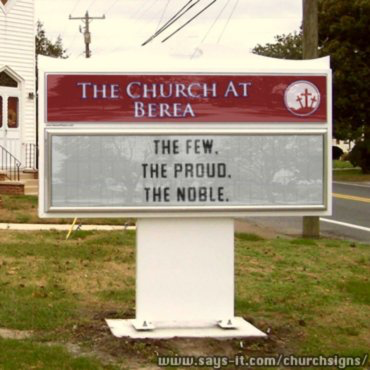 THE CHURCH AT
BEREA
THE FEW.
THE PROUD.
THE NOBLE.
www.says-it.com/churchsigns/